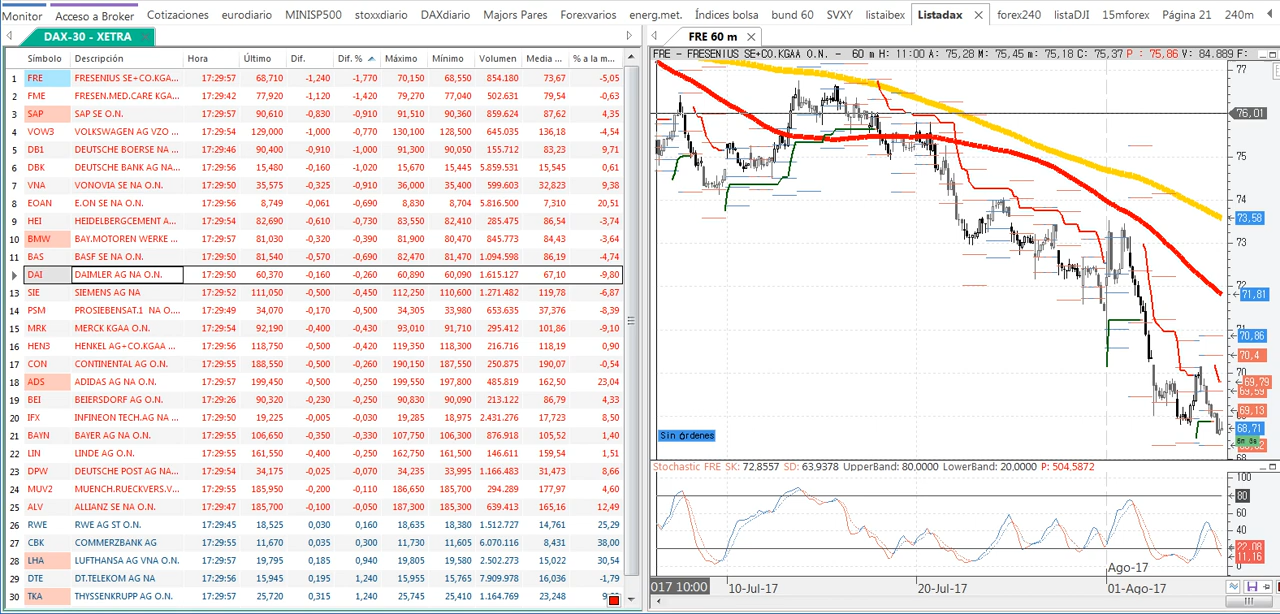 Monitor Acceso a Broker Cotizaciones eurodiario MINISP500 stoxxdiario DAXdiario Majors Pares Forexvarios energ.met. Índices bolsa bund 60 SVXY listaibex Listadax forex240 listaDJI 15mforex Página 21 240m
DAX-30 - XETRA
Símbolo Descripción Hora Último Dif. Dif. % Máximo Mínimo Volumen Media ... % a la m...
1 FRE FRESENIUS SE+CO.KGA... 17:29:57 68,710 -1,240 -1,770 70,150 68,550 854.180 73,67 -5,05
2 FME FRESEN.MED.CARE KGA... 17:29:42 77,920 -1,120 -1,420 79,270 77,040 502.631 79,54 -0,63
3 SAP SAP SE O.N. 17:29:57 90,610 -0,830 -0,910 91,510 90,360 859.624 87,62 4,35
4 VOW3 VOLKSWAGEN AG VZO ... 17:29:54 129,000 -1,000 -0,770 130,100 128,500 645.035 136,18 -4,54
5 DB1 DEUTSCHE BOERSE NA ... 17:29:46 90,400 -0,910 -1,000 91,300 90,050 155.712 83,23 9,71
6 DBK DEUTSCHE BANK AG NA... 17:29:56 15,480 -0,160 -1,020 15,670 15,445 5.859.531 15,545 0,61
7 VNA VONOVIA SE NA O.N. 17:29:50 35,575 -0,325 -0,910 36,000 35,400 599.603 32,823 9,38
8 EOAN E.ON SE NA O.N. 17:29:56 8,749 -0,061 -0,690 8,830 8,704 5.816.500 7,310 20,51
9 HEI HEIDELBERGCEMENT A... 17:29:54 82,690 -0,610 -0,730 83,550 82,410 285.475 86,54 -3,74
10 BMW BAY.MOTOREN WERKE ... 17:29:57 81,030 -0,320 -0,390 81,900 80,470 845.773 84,43 -3,64
11 BAS BASF SE NA O.N. 17:29:50 81,540 -0,570 -0,690 82,470 81,470 1.094.598 86,19 -4,74
DAI DAIMLER AG NA O.N. 17:29:50 60,370 -0,160 -0,260 60,890 60,090 1.615.127 67,10 -9,80
13 SIE SIEMENS AG NA 17:29:52 111,050 -0,500 -0,450 112,250 110,600 1.271.482 119,78 -6,87
14 PSM PROSIEBENSAT.1 NA O... 17:29:49 34,070 -0,170 -0,500 34,305 33,980 653.635 37,376 -8,39
15 MRK MERCK KGAA O.N. 17:29:54 92,190 -0,400 -0,430 93,010 91,710 295.412 101,86 -9,10
16 HEN3 HENKEL AG+CO.KGAA ... 17:29:56 118,750 -0,500 -0,420 119,350 118,300 216.716 118,19 0,90
17 CON CONTINENTAL AG O.N. 17:29:55 188,550 -0,500 -0,260 190,550 187,150 250.875 190,07 -0,54
18 ADS ADIDAS AG NA O.N. 17:29:57 199,450 -0,500 -0,250 199,550 197,800 485.819 162,50 23,04
19 BEI BEIERSDORF AG O.N. 17:29:26 90,320 -0,230 -0,250 90,830 90,090 213.122 86,79 4,33
20 IFX INFINEON TECH.AG NA ... 17:29:50 19,225 -0,005 -0,030 19,285 18,975 2.431.276 17,723 8,50
21 BAYN BAYER AG NA O.N. 17:29:55 106,650 -0,350 -0,330 107,750 106,300 876.918 105,52 1,40
22 LIN LINDE AG O.N. 17:29:55 161,250 -0,400 -0,250 162,350 160,750 146.611 159,54 1,51
23 DPW DEUTSCHE POST AG NA... 17:29:54 34,175 -0,025 -0,070 34,235 33,995 1.166.483 31,473 8,66
24 MUV2 MUENCH.RUECKVERS.V... 17:29:51 185,950 -0,200 -0,110 186,650 185,700 294.288 177,97 4,60
25 ALV ALLIANZ SE NA O.N. 17:29:47 185,700 -0,100 -0,050 187,300 185,300 639.413 165,16 12,49
26 RWE RWE AG ST O.N. 17:29:45 18,525 0,030 0,160 18,635 18,380 1.512.727 14,761 25,29
27 CBK COMMERZBANK AG 17:29:55 11,670 0,035 0,300 11,730 11,605 6.070.116 8,431 38,00
28 LHA LUFTHANSA AG VNA O.N. 17:29:58 19,795 0,185 0,940 19,805 19,580 2.502.273 15,022 30,54
29 DTE DT.TELEKOM AG NA 17:29:56 15,945 0,195 1,240 15,955 15,765 7.909.978 16,036 -1,79
30 TKA THYSSENKRUPP AG O.N. 17:29:56 25,720 0,315 1,240 25,745 25,410 1.164.769 23,248
FRE 60 m
FRE - FRESENIUS SE+CO.KGAA O.N. - 60 m H: 11:00 A: 75,28 M: 75,45 m: 75,18 C: 75,37 P : 75,86 V: 84.889 F:
77
76,01
75
74
73,58
73
72
71,81
71
70,86
70,4
70
69,79
69,59
69,13
68,71
Sin órdenes
Stochastic FRE SK: 72.8557 SD: 63.9378 UpperBand: 80.0000 LowerBand: 20.0000 P: 504.5872
100
80
60
40
22.08
11.16
0
Ago-17
017 10:00 10-Jul-17 20-Jul-17 01-Ago-17